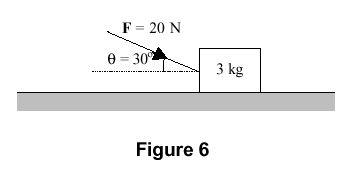 F = 20 N
θ = 30°
3 kg
Figure 6